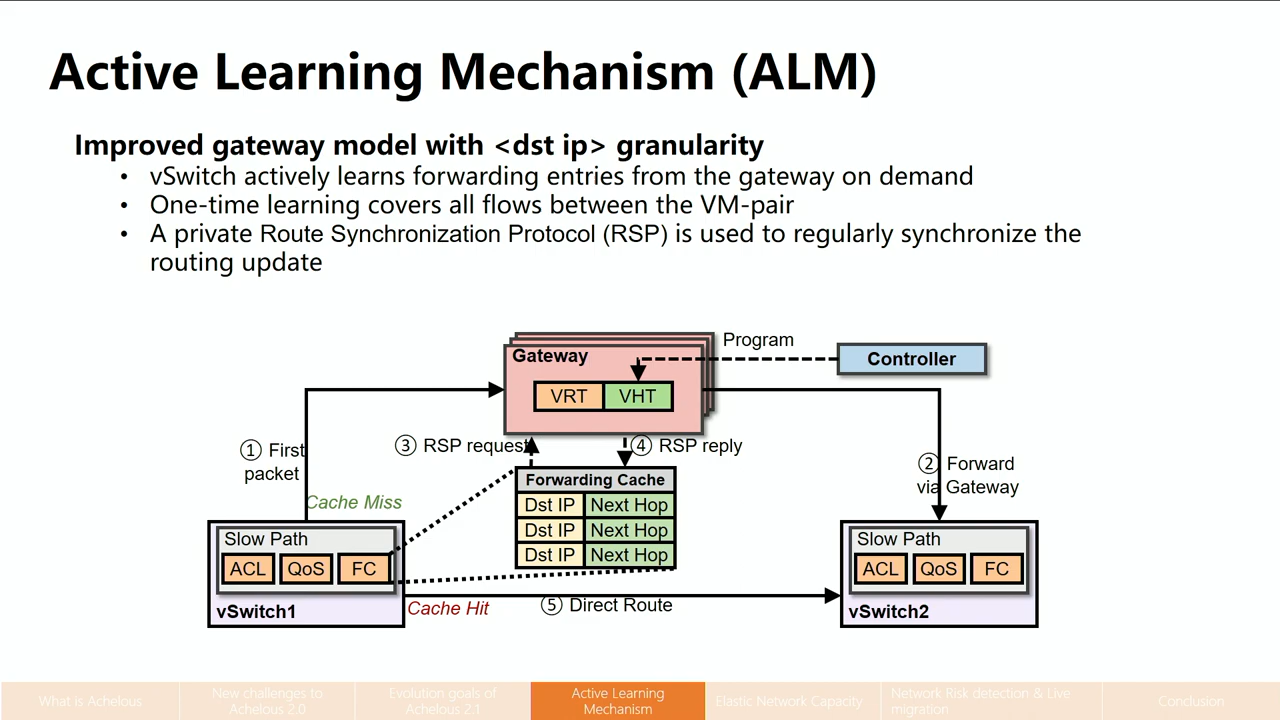 Active Learning Mechanism (ALM)
Improved gateway model with <dst ip> granularity
• vSwitch actively learns forwarding entries from the gateway on demand
• One-time learning covers all flows between the VM-pair
• A private Route Synchronization Protocol (RSP) is used to regularly synchronize the
routing update
Program
Gateway
Controller
VRT VHT
① First
packet
③ RSP request
④ RSP reply
② Forward
via Gateway
Cache Miss
Forwarding Cache
Dst IP Next Hop
Dst IP Next Hop
Dst IP Next Hop
Slow Path
ACL QoS FC
vSwitch1
Cache Hit
⑤ Direct Route
Slow Path
ACL QoS FC
vSwitch2
What is Achelous
New challenges to
Achelous 2.0
Evolution goals of
Achelous 2.1
Active Learning
Mechanism
Elastic Network Capacity
Network Risk detection & Live
migration
Conclusion